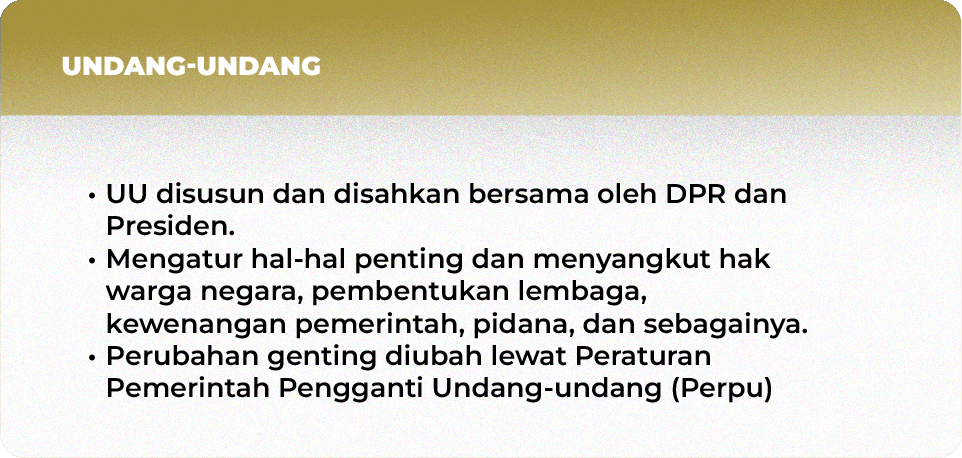 UNDANG-UNDANG
• UU disusun dan disahkan bersama oleh DPR dan
Presiden.
• Mengatur hal-hal penting dan menyangkut hak
warga negara, pembentukan lembaga,
kewenangan pemerintah, pidana, dan sebagainya.
• Perubahan genting diubah lewat Peraturan
Pemerintah Pengganti Undang-undang (Perpu)